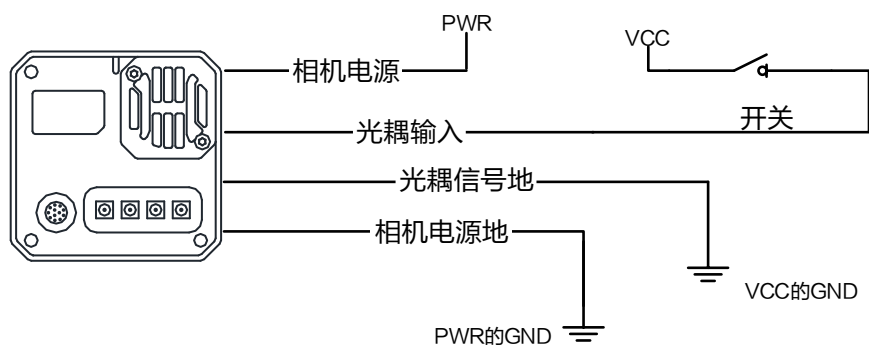 PWR
VCC
相机电源
开关
光耦输入
光耦信号地
相机电源地
VCC的GND
PWR的GND